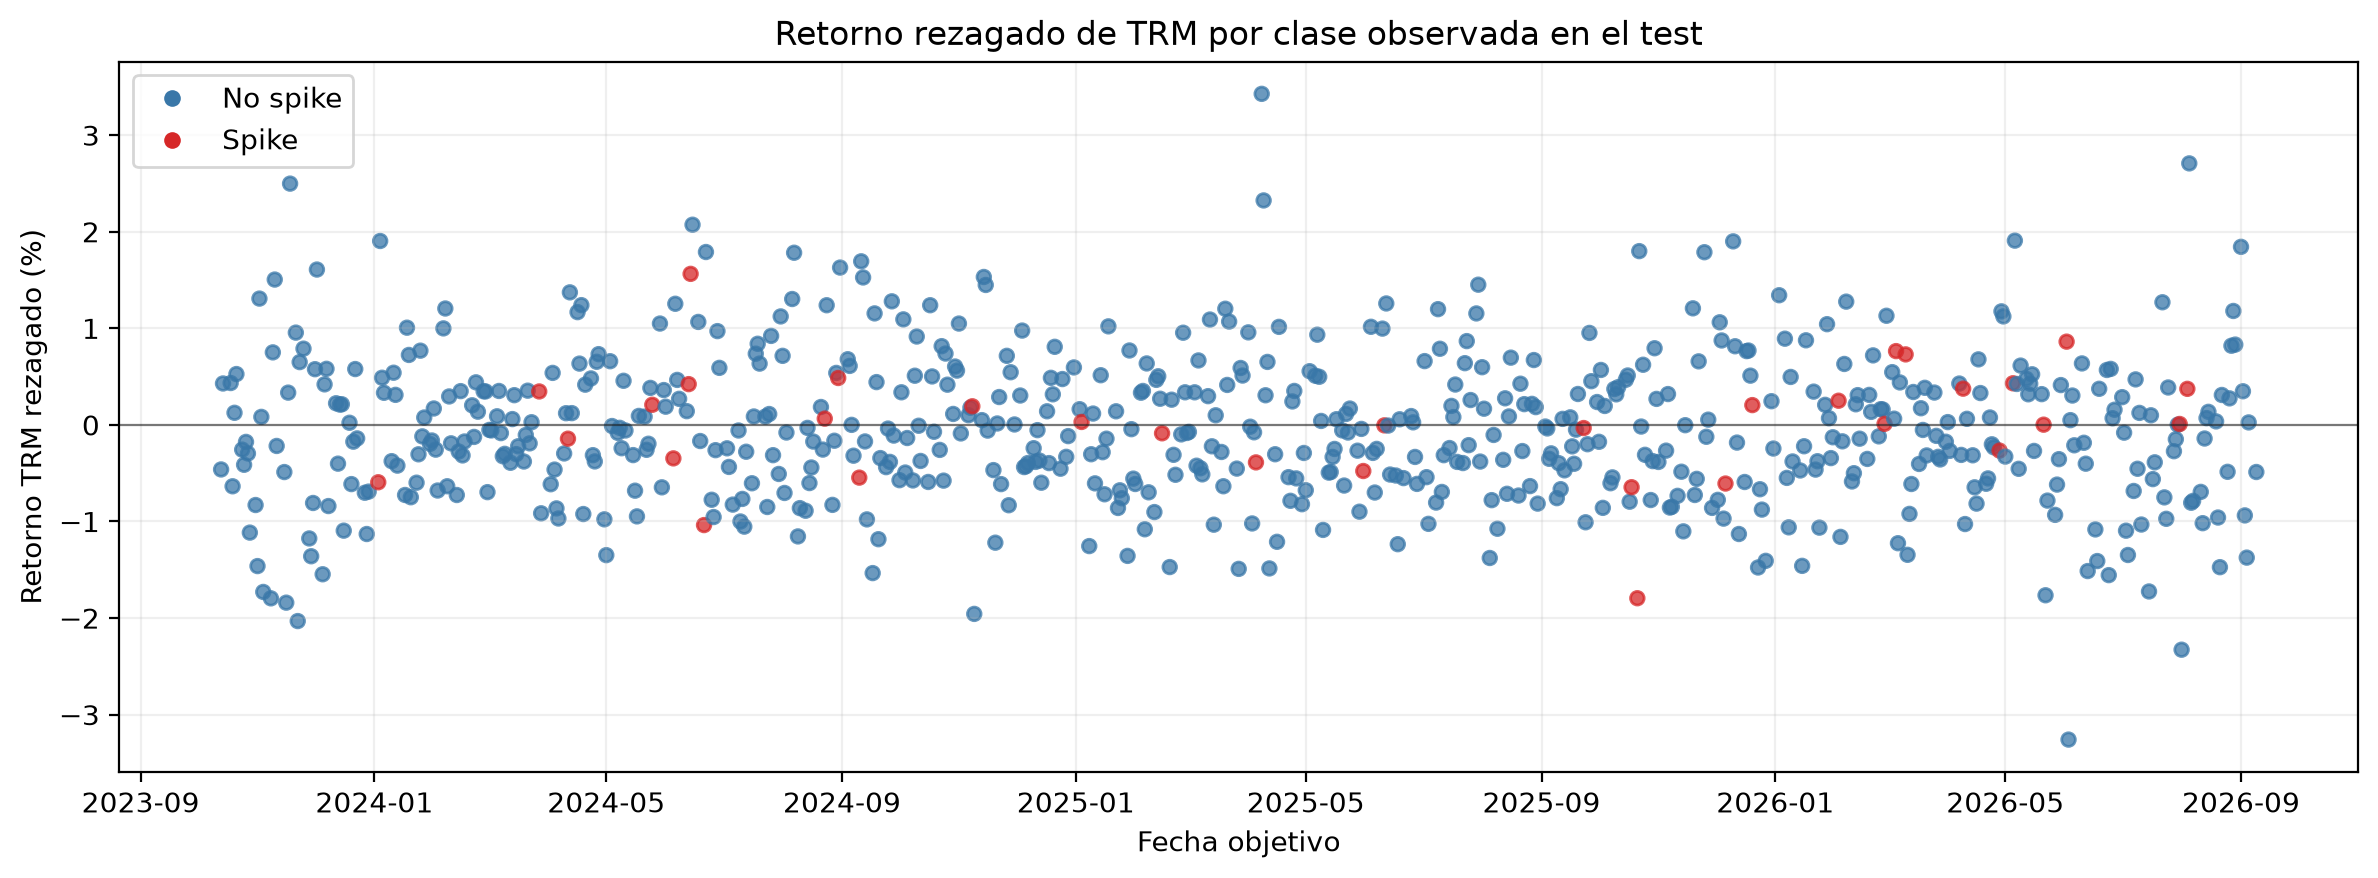 Retorno rezagado de TRM por clase observada en el test
No spike
Spike
Retorno TRM rezagado (%)
3
2
1
0
−1
−2
−3
2023-09 2024-01 2024-05 2024-09 2025-01 2025-05 2025-09 2026-01 2026-05 2026-09
Fecha objetivo